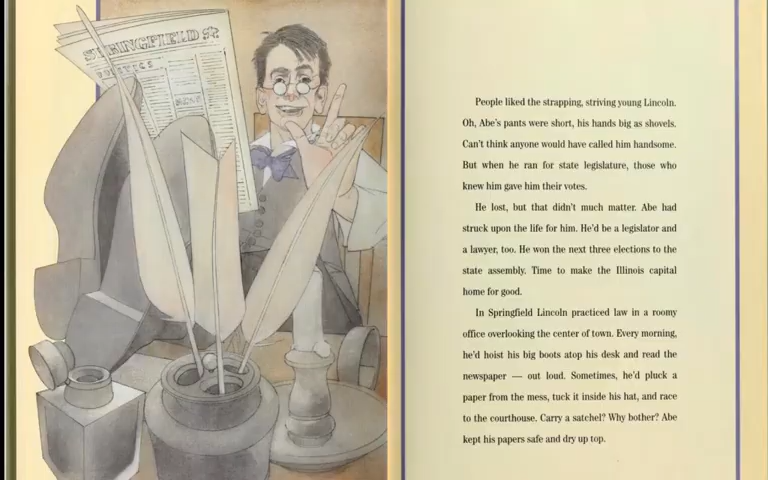 SPRINGFIELD ST.
POLITICS
People liked the strapping, striving young Lincoln.
Oh, Abe's pants were short, his hands big as shovels.
Can't think anyone would have called him handsome.
But when he ran for state legislature, those who
knew him gave him their votes.
He lost, but that didn't much matter. Abe had
struck upon the life for him. He'd be a legislator and
a lawyer, too. He won the next three elections to the
state assembly. Time to make the Illinois capital
home for good.
In Springfield Lincoln practiced law in a roomy
office overlooking the center of town. Every morning,
he'd hoist his big boots atop his desk and read the
newspaper — out loud. Sometimes, he'd pluck a
paper from the mess, tuck it inside his hat, and race
to the courthouse. Carry a satchel? Why bother? Abe
kept his papers safe and dry up top.